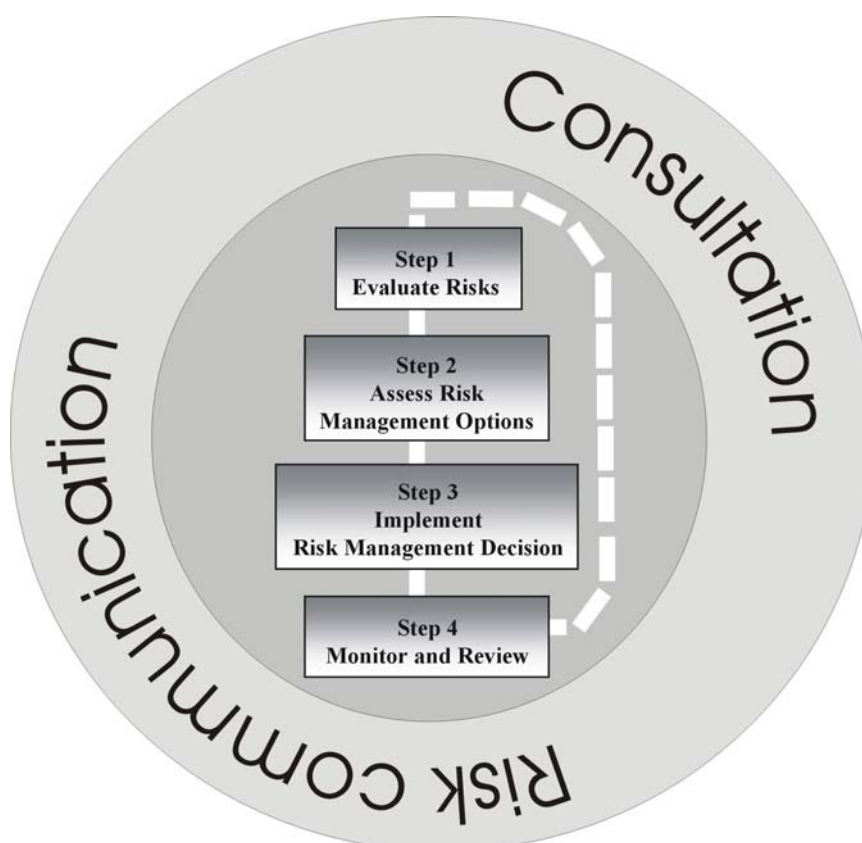 Consultation
Step 1
Evaluate Risks
Step 2
Assess Risk
Management Options
Step 3
Implement
Risk Management Decision
Step 4
Monitor and Review
Risk communication